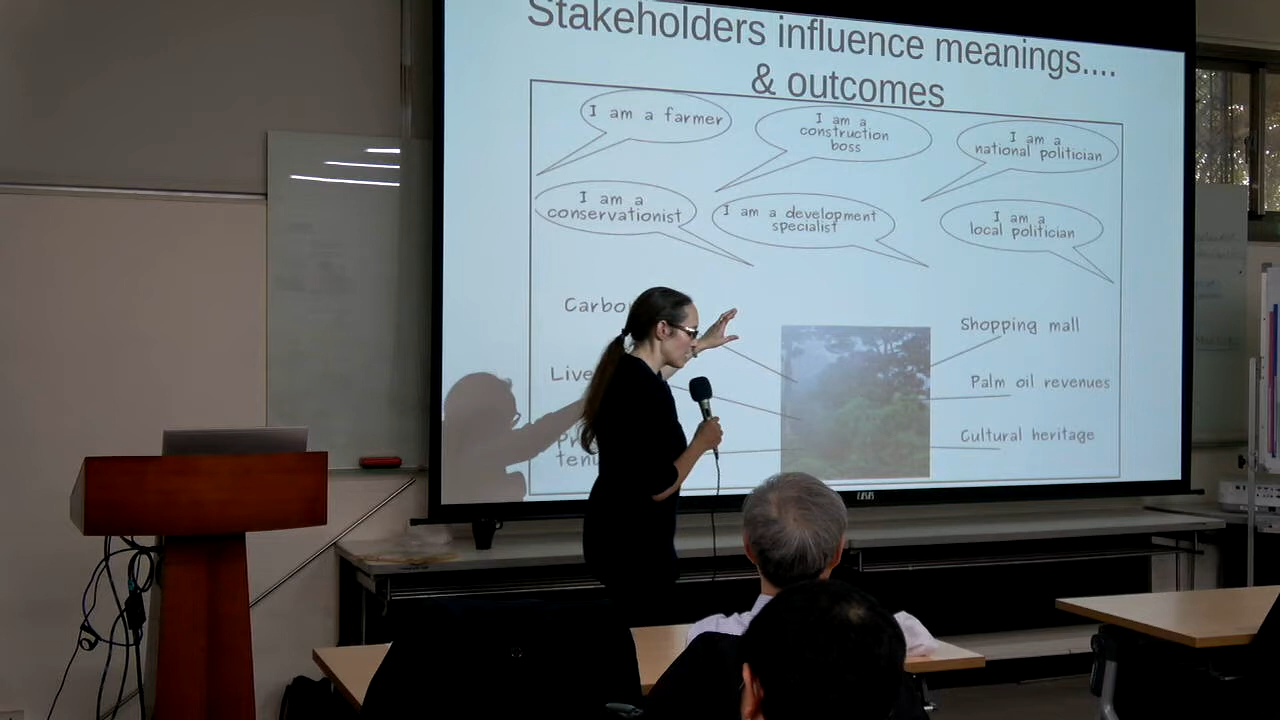 Stakeholders influence meanings....
& outcomes
I am a farmer
I am a
construction
boss
I am a
national politician
I am a
conservationist
I am a development
specialist
I am a
local politician
Shopping mall
Palm oil revenues
Cultural heritage